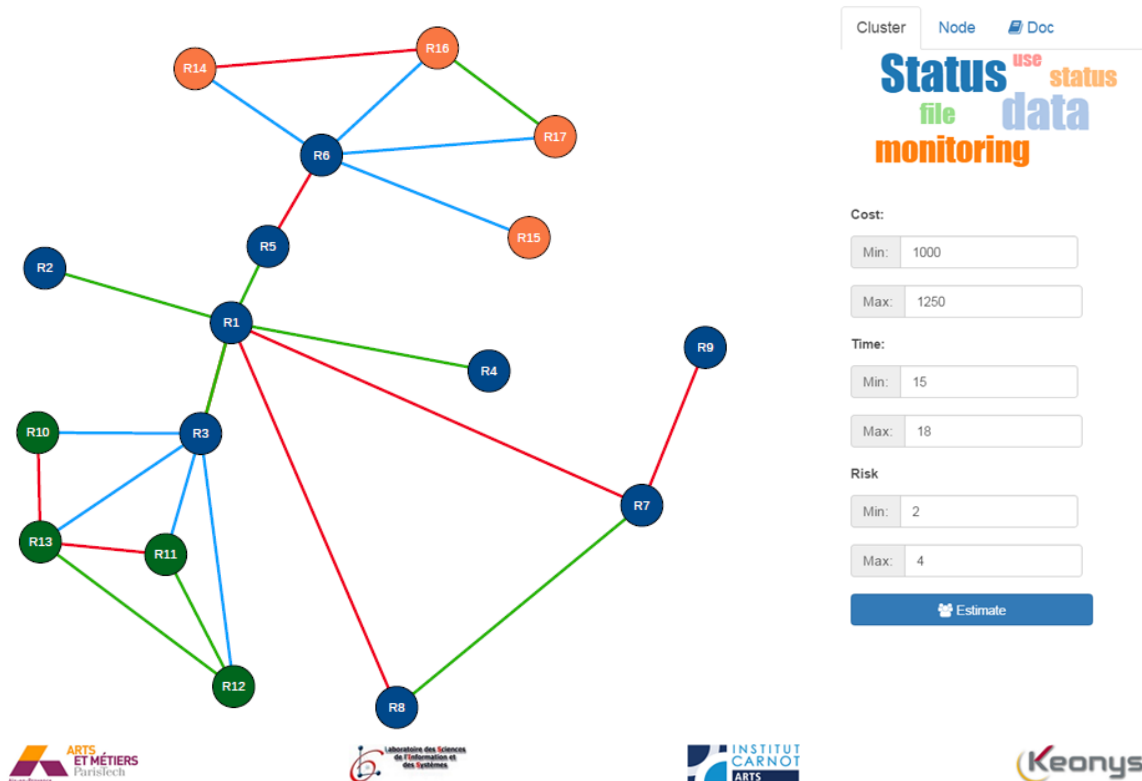 Cluster
Node
Doc
Status
use
status
file
data
monitoring
R14
R16
R17
R6
R15
R5
R2
R1
R4
R9
R10
R3
R7
R13
R11
R12
R8
Cost:
Min: 1000
Max: 1250
Time:
Min: 15
Max: 18
Risk
Min: 2
Max: 4
Estimate
ARTS
ET MÉTIERS
ParisTech
Laboratoire des Sciences
de l'Information et
des Systèmes
INSTITUT
CARNOT
ARTS
Keonys